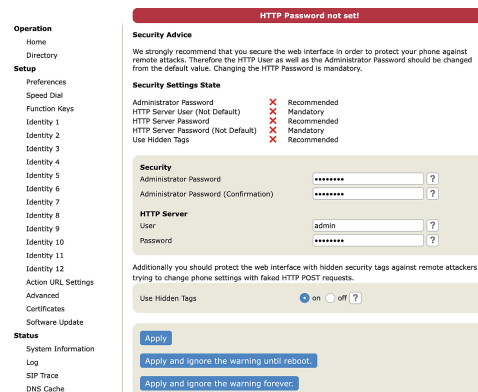 HTTP Password not set!
Operation
Home
Directory
Setup
Preferences
Speed Dial
Function Keys
Identity 1
Identity 2
Identity 3
Identity 4
Identity 5
Identity 6
Identity 7
Identity 8
Identity 9
Identity 10
Identity 11
Identity 12
Action URL Settings
Advanced
Certificates
Software Update
Status
System Information
Log
SIP Trace
DNS Cache
Security Advice
We strongly recommend that you secure the web interface in order to protect your phone against
remote attacks. Therefore the HTTP User as well as the Administrator Password should be changed
from the default value. Changing the HTTP Password is mandatory.
Security Settings State
Administrator Password Recommended
HTTP Server User (Not Default) Mandatory
HTTP Server Password Recommended
HTTP Server Password (Not Default) Mandatory
Use Hidden Tags Recommended
Security
Administrator Password •••••••• ?
Administrator Password (Confirmation) •••••••• ?
HTTP Server
User admin ?
Password •••••••• ?
Additionally you should protect the web interface with hidden security tags against remote attackers
trying to change phone settings with faked HTTP POST requests.
Use Hidden Tags on off ?
Apply
Apply and ignore the warning until reboot.
Apply and ignore the warning forever.